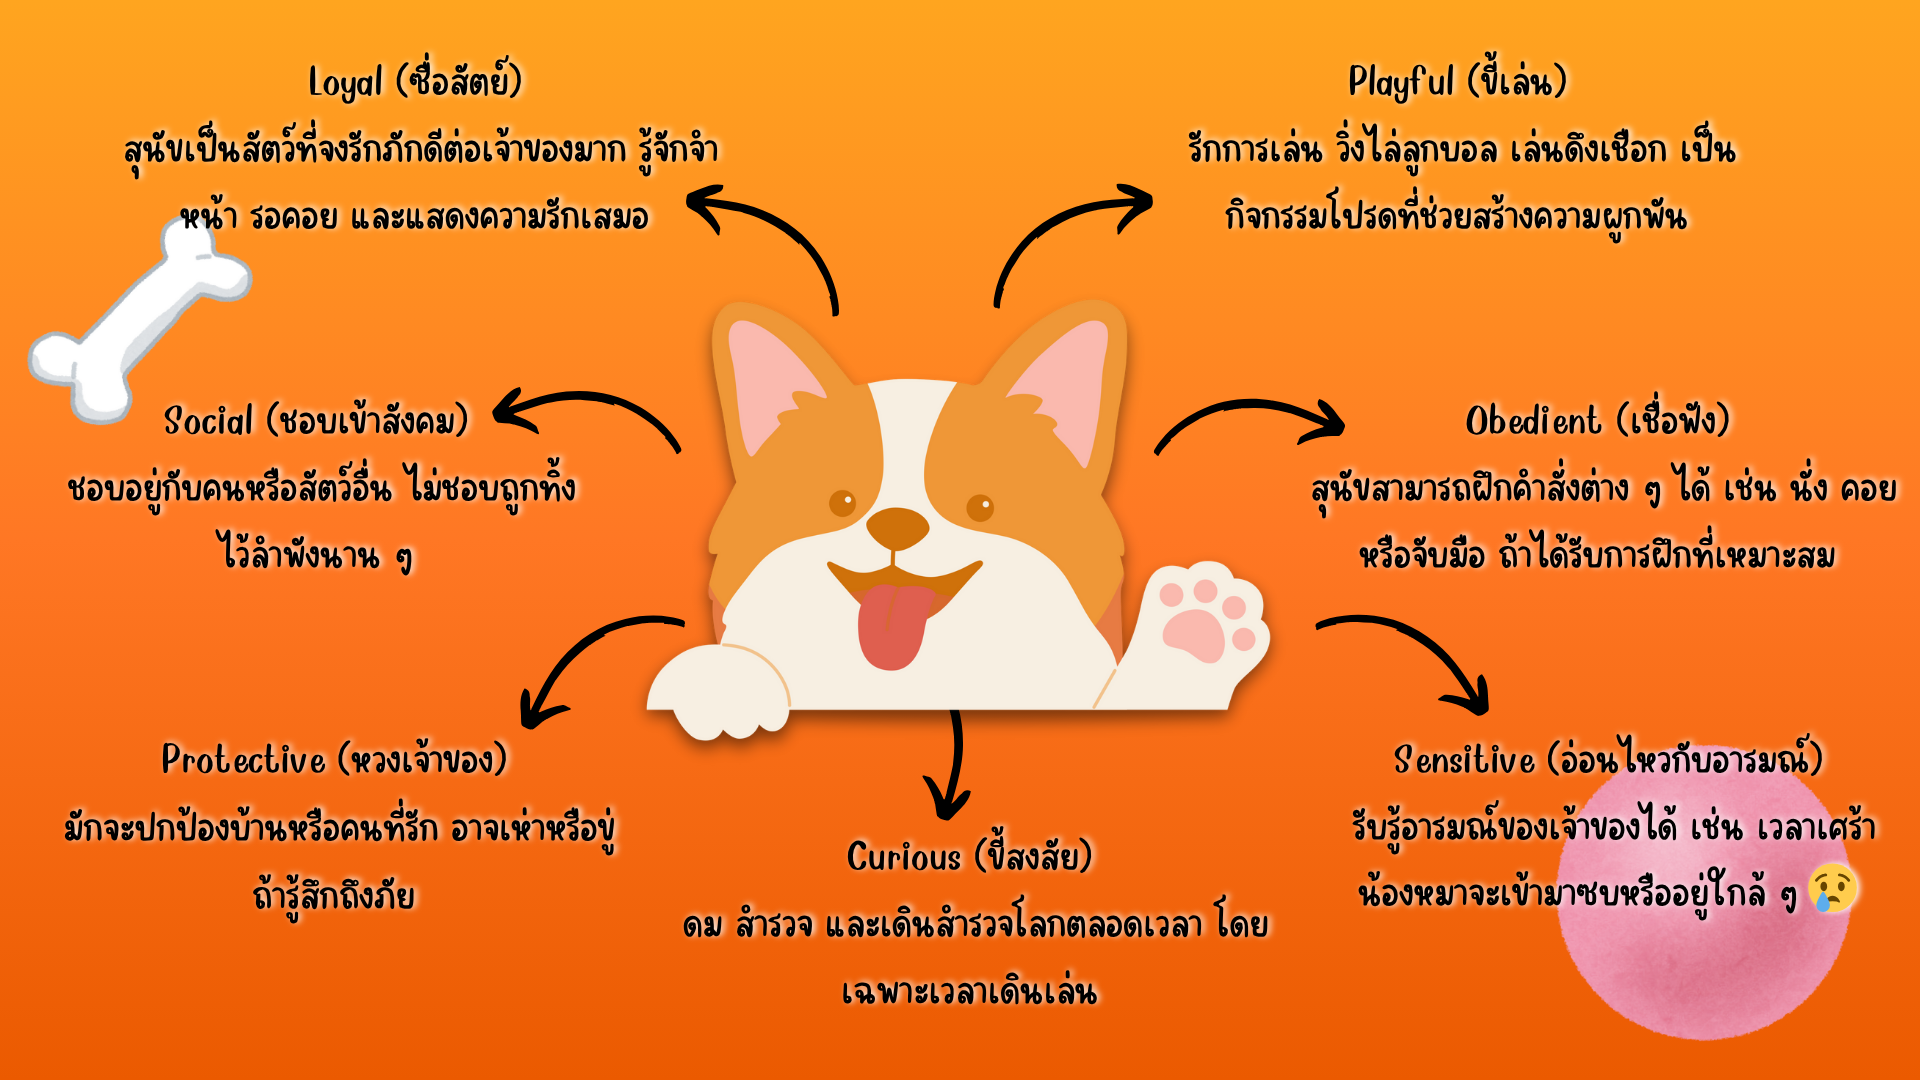 Loyal (ซื่อสัตย์)
สุนัขเป็นสัตว์ที่จงรักภักดีต่อเจ้าของมาก รู้จักจำ
หน้า รอคอย และแสดงความรักเสมอ
Playful (ขี้เล่น)
รักการเล่น วิ่งไล่ลูกบอล เล่นดึงเชือก เป็น
กิจกรรมโปรดที่ช่วยสร้างความผูกพัน
Social (ชอบเข้าสังคม)
ชอบอยู่กับคนหรือสัตว์อื่น ไม่ชอบถูกทิ้ง
ไว้ลำพังนาน ๆ
Obedient (เชื่อฟัง)
สุนัขสามารถฝึกคำสั่งต่าง ๆ ได้ เช่น นั่ง คอย
หรือจับมือ ถ้าได้รับการฝึกที่เหมาะสม
Protective (หวงเจ้าของ)
มักจะปกป้องบ้านหรือคนที่รัก อาจเห่าหรือขู่
ถ้ารู้สึกถึงภัย
Curious (ขี้สงสัย)
ดม สำรวจ และเดินสำรวจโลกตลอดเวลา โดย
เฉพาะเวลาเดินเล่น
Sensitive (อ่อนไหวกับอารมณ์)
รับรู้อารมณ์ของเจ้าของได้ เช่น เวลาเศร้า
น้องหมาจะเข้ามาซบหรืออยู่ใกล้ ๆ 😢